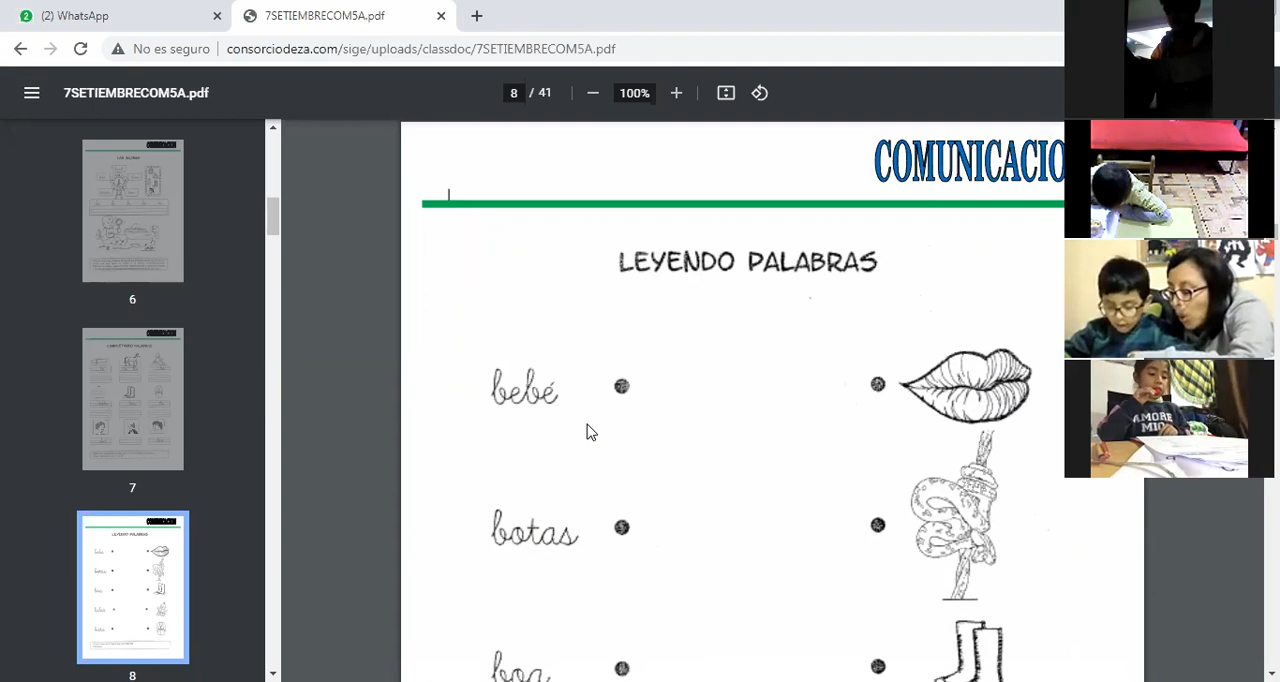 (2) WhatsApp
7SETIEMBRECOM5A.pdf
No es seguro
consorciodeza.com/sige/uploads/classdoc/7SETIEMBRECOM5A.pdf
7SETIEMBRECOM5A.pdf
8 / 41
100%
6
7
8
COMUNICACIO
LEYENDO PALABRAS
bebé
botas
boa
AMORE
MIO